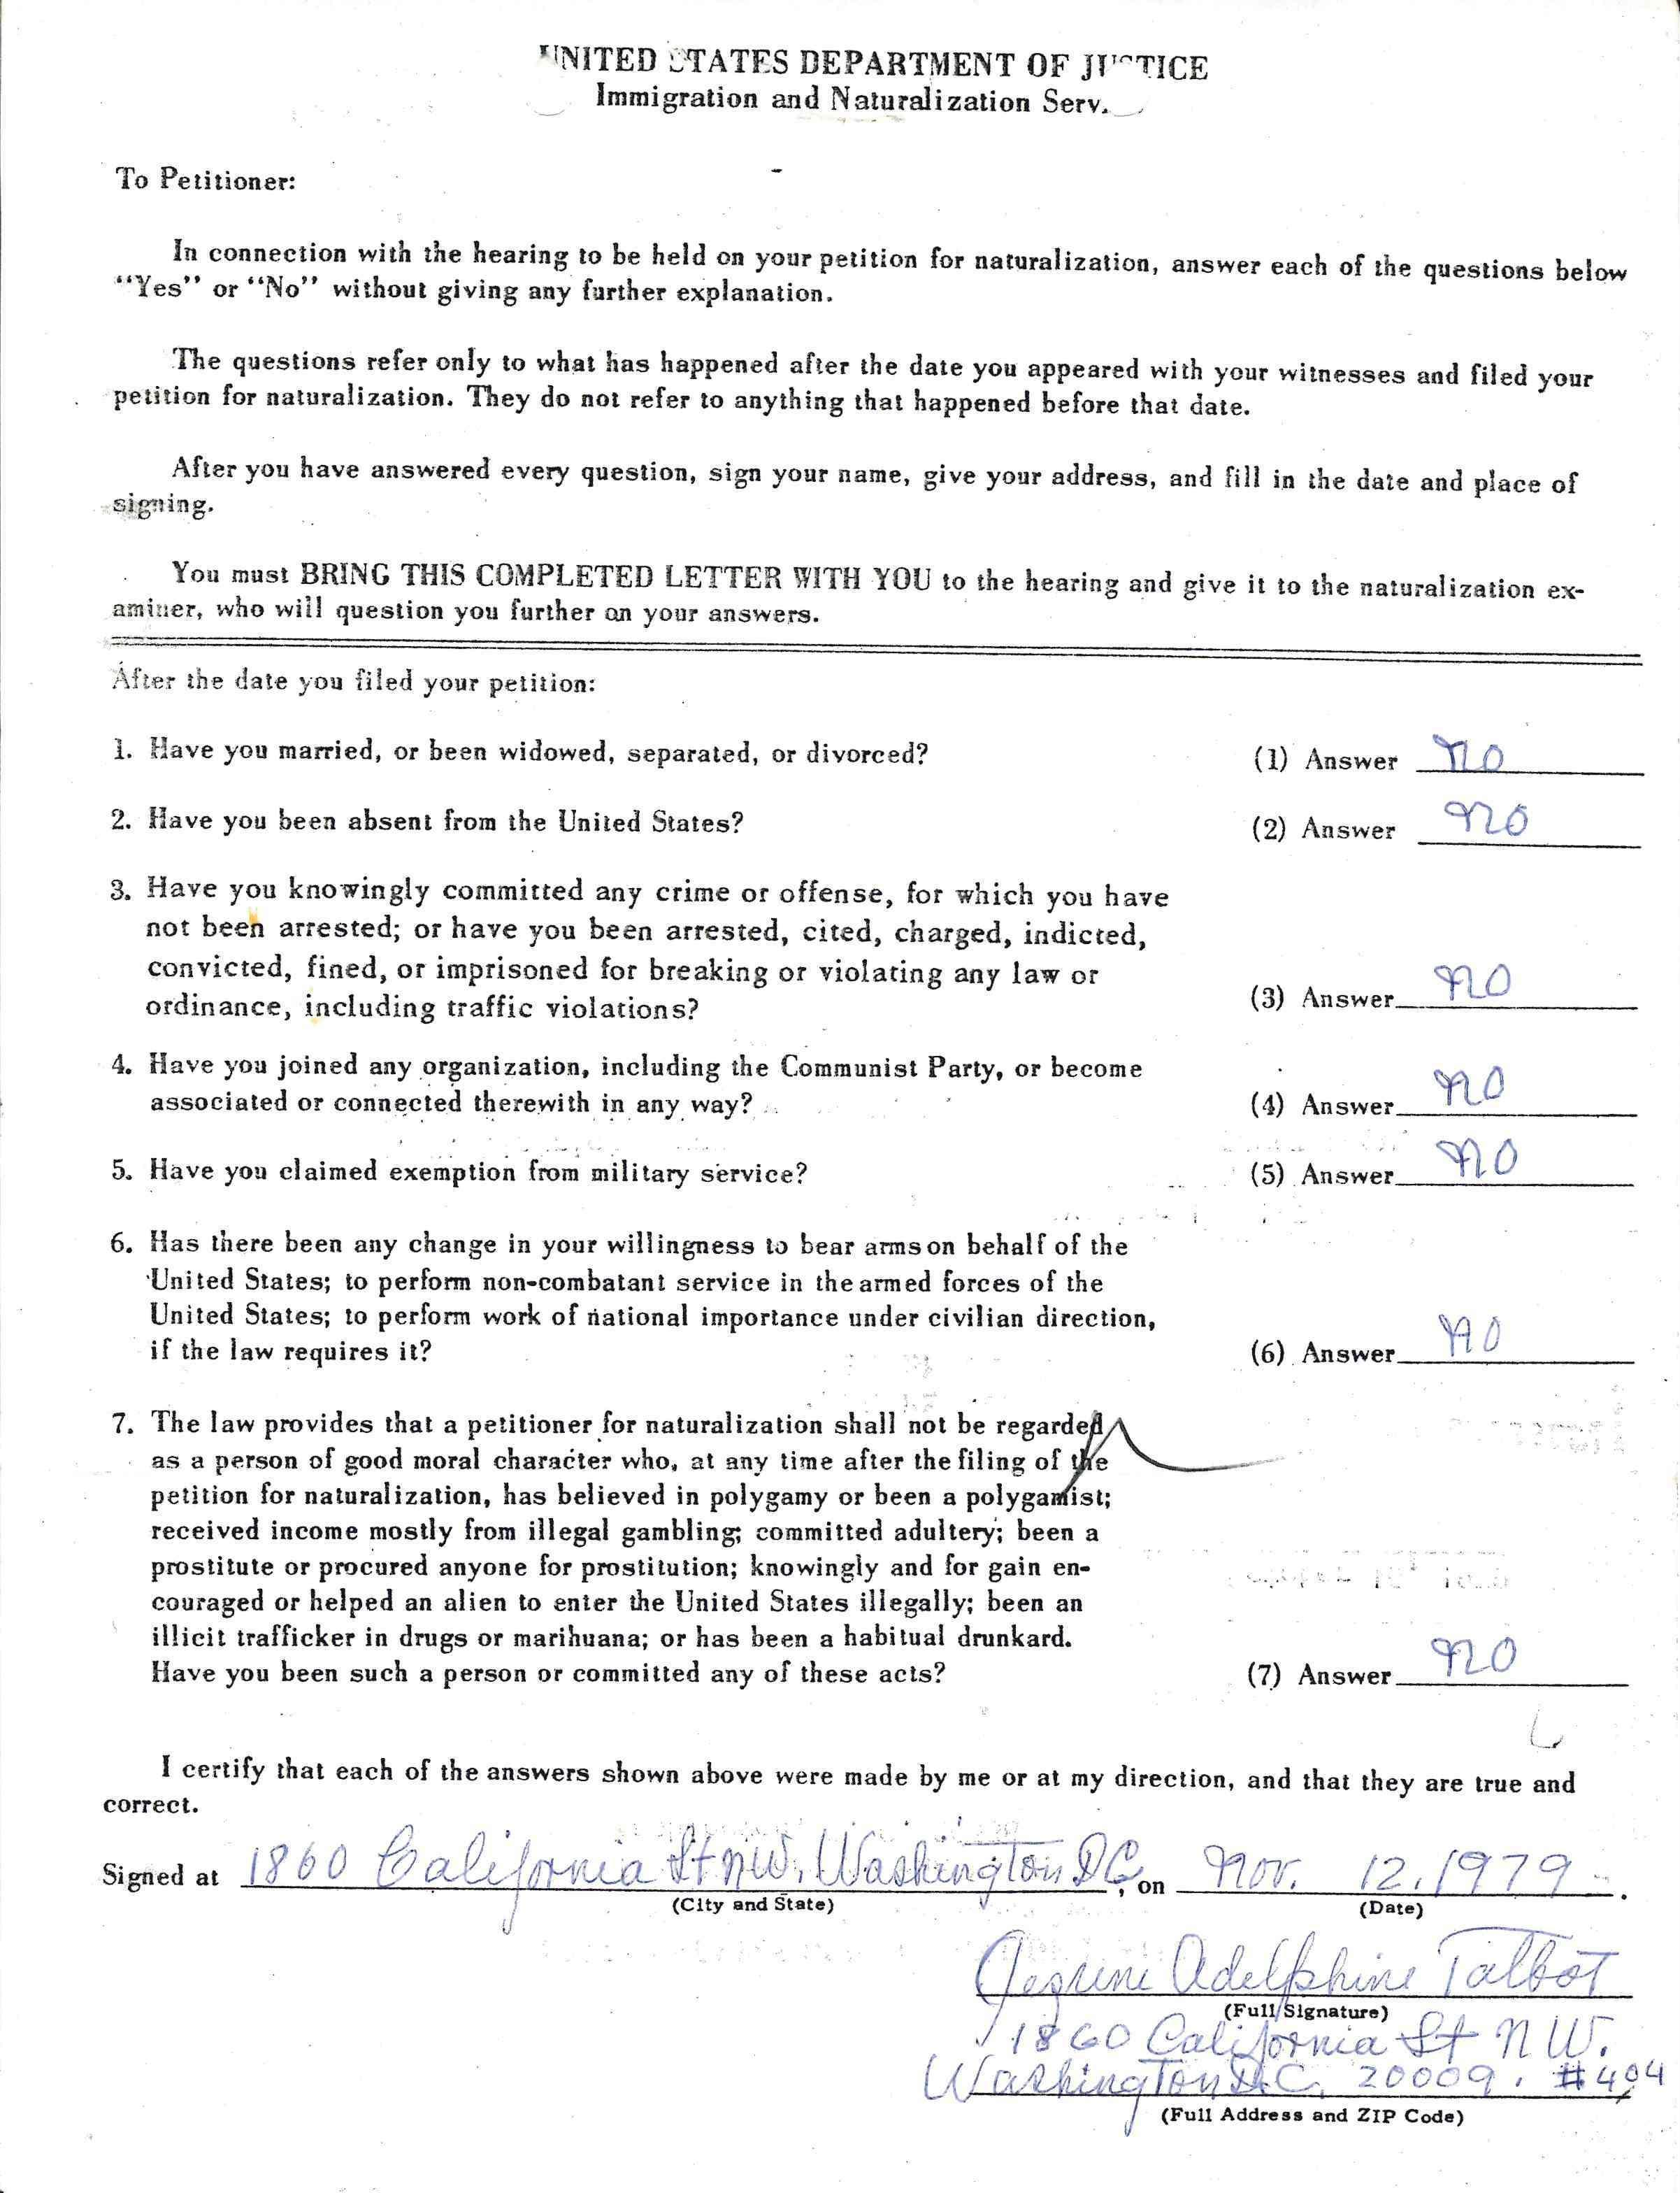 UNITED STATES DEPARTMENT OF JUSTICE
Immigration and Naturalization Serv.
To Petitioner:
In connection with the hearing to be held on your petition for naturalization, answer each of the questions below
"Yes" or "No" without giving any further explanation.
The questions refer only to what has happened after the date you appeared with your witnesses and filed your
petition for naturalization. They do not refer to anything that happened before that date.
After you have answered every question, sign your name, give your address, and fill in the date and place of
signing.
You must BRING THIS COMPLETED LETTER WITH YOU to the hearing and give it to the naturalization ex-
aminer, who will question you further on your answers.
After the date you filed your petition:
1. Have you married, or been widowed, separated, or divorced? (1) Answer no
2. Have you been absent from the United States? (2) Answer no
3. Have you knowingly committed any crime or offense, for which you have
not been arrested; or have you been arrested, cited, charged, indicted,
convicted, fined, or imprisoned for breaking or violating any law or
ordinance, including traffic violations? (3) Answer no
4. Have you joined any organization, including the Communist Party, or become
associated or connected therewith in any way? (4) Answer no
5. Have you claimed exemption from military service? (5) Answer no
6. Has there been any change in your willingness to bear arms on behalf of the
United States; to perform non-combatant service in the armed forces of the
United States; to perform work of national importance under civilian direction,
if the law requires it? (6) Answer no
7. The law provides that a petitioner for naturalization shall not be regarded
as a person of good moral character who, at any time after the filing of the
petition for naturalization, has believed in polygamy or been a polygamist;
received income mostly from illegal gambling; committed adultery; been a
prostitute or procured anyone for prostitution; knowingly and for gain en-
couraged or helped an alien to enter the United States illegally; been an
illicit trafficker in drugs or marihuana; or has been a habitual drunkard.
Have you been such a person or committed any of these acts? (7) Answer no
I certify that each of the answers shown above were made by me or at my direction, and that they are true and
correct.
Signed at 1860 California St NW. Washington DC, on Nov. 12, 1979.
(City and State) (Date)
Adelphine Talbot
(Full Signature)
1860 California St NW.
Washington D.C. 20009. #404
(Full Address and ZIP Code)